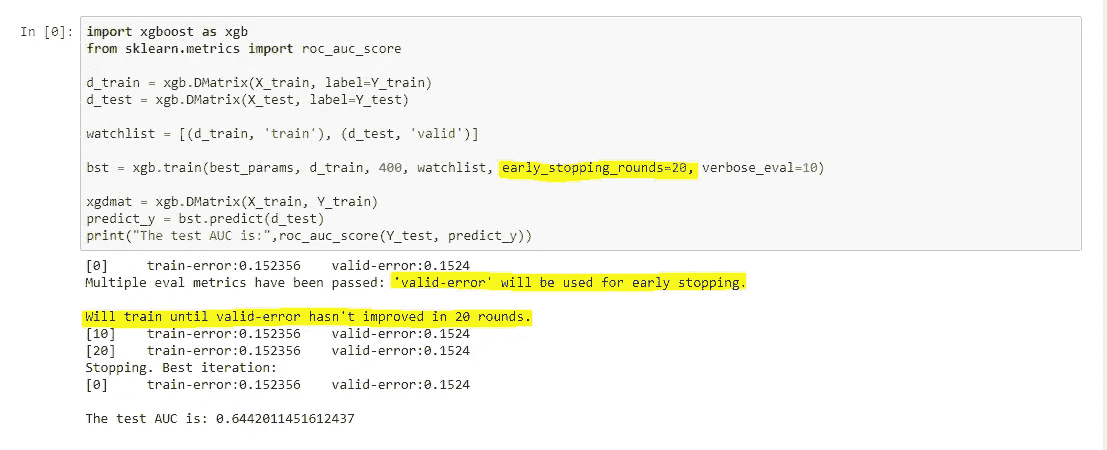 In [0]: import xgboost as xgb
from sklearn.metrics import roc_auc_score
d_train = xgb.DMatrix(X_train, label=Y_train)
d_test = xgb.DMatrix(X_test, label=Y_test)
watchlist = [(d_train, 'train'), (d_test, 'valid')]
bst = xgb.train(best_params, d_train, 400, watchlist, early_stopping_rounds=20, verbose_eval=10)
xgdmat = xgb.DMatrix(X_train, Y_train)
predict_y = bst.predict(d_test)
print("The test AUC is:",roc_auc_score(Y_test, predict_y))
[0] train-error:0.152356 valid-error:0.1524
Multiple eval metrics have been passed: 'valid-error' will be used for early stopping.
Will train until valid-error hasn't improved in 20 rounds.
[10] train-error:0.152356 valid-error:0.1524
[20] train-error:0.152356 valid-error:0.1524
Stopping. Best iteration:
[0] train-error:0.152356 valid-error:0.1524
The test AUC is: 0.6442011451612437